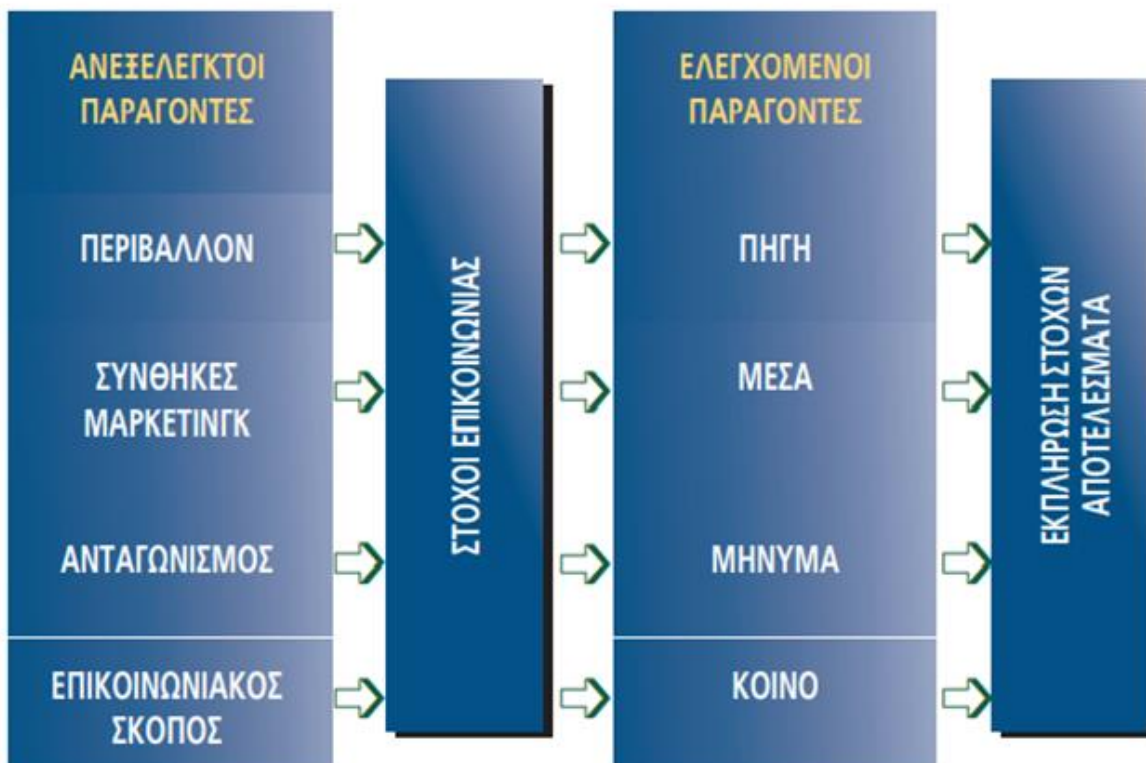 ΑΝΕΞΕΛΕΓΚΤΟΙ
ΠΑΡΑΓΟΝΤΕΣ
ΠΕΡΙΒΑΛΛΟΝ
ΣΥΝΘΗΚΕΣ
ΜΑΡΚΕΤΙΝΓΚ
ΑΝΤΑΓΩΝΙΣΜΟΣ
ΕΠΙΚΟΙΝΩΝΙΑΚΟΣ
ΣΚΟΠΟΣ
ΣΤΟΧΟΙ ΕΠΙΚΟΙΝΩΝΙΑΣ
ΕΛΕΓΧΟΜΕΝΟΙ
ΠΑΡΑΓΟΝΤΕΣ
ΠΗΓΗ
ΜΕΣΑ
ΜΗΝΥΜΑ
ΚΟΙΝΟ
ΕΚΠΛΗΡΩΣΗ ΣΤΟΧΩΝ
ΑΠΟΤΕΛΕΣΜΑΤΑ